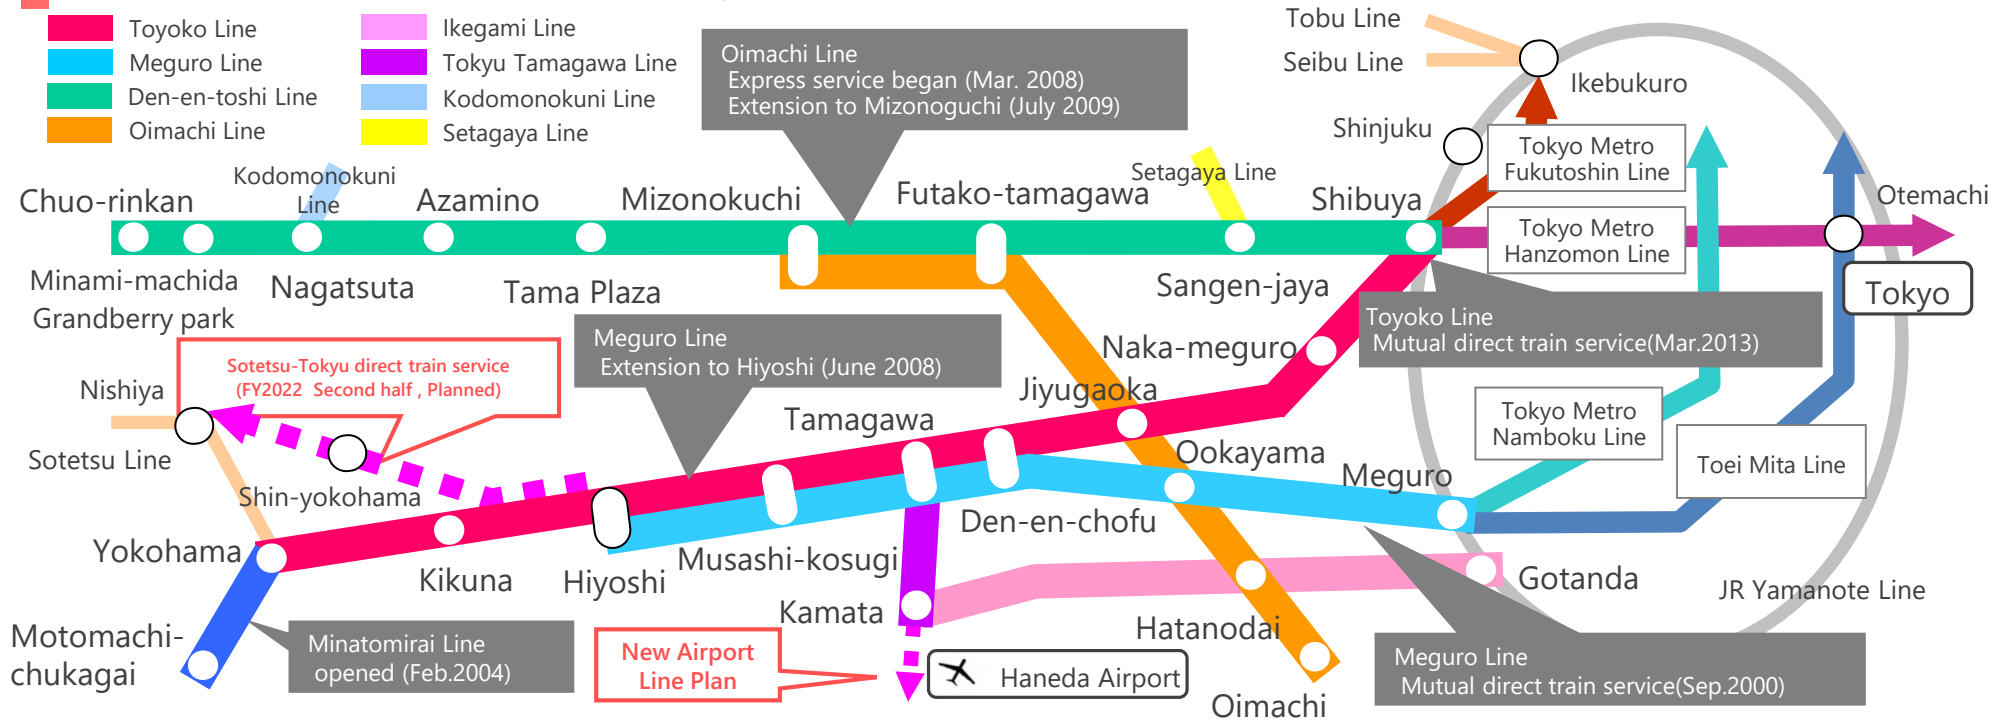 Toyoko Line
Meguro Line
Den-en-toshi Line
Oimachi Line
Ikegami Line
Tokyu Tamagawa Line
Kodomonokuni Line
Setagaya Line
Oimachi Line
Express service began (Mar. 2008)
Extension to Mizonoguchi (July 2009)
Tobu Line
Seibu Line
Ikebukuro
Shinjuku
Tokyo Metro
Fukutoshin Line
Kodomonokuni
Line
Setagaya Line
Chuo-rinkan
Azamino
Mizonokuchi
Futako-tamagawa
Shibuya
Otemachi
Tokyo Metro
Hanzomon Line
Minami-machida
Grandberry park
Nagatsuta
Tama Plaza
Sangen-jaya
Tokyo
Toyoko Line
Mutual direct train service(Mar.2013)
Meguro Line
Extension to Hiyoshi (June 2008)
Naka-meguro
Sotetsu-Tokyu direct train service
(FY2022 Second half , Planned)
Nishiya
Jiyugaoka
Tamagawa
Tokyo Metro
Namboku Line
Sotetsu Line
Shin-yokohama
Ookayama
Meguro
Toei Mita Line
Den-en-chofu
Yokohama
Kikuna
Hiyoshi
Musashi-kosugi
Gotanda
JR Yamanote Line
Kamata
Hatanodai
Motomachi-
chukagai
Minatomirai Line
opened (Feb.2004)
New Airport
Line Plan
Haneda Airport
Oimachi
Meguro Line
Mutual direct train service(Sep.2000)